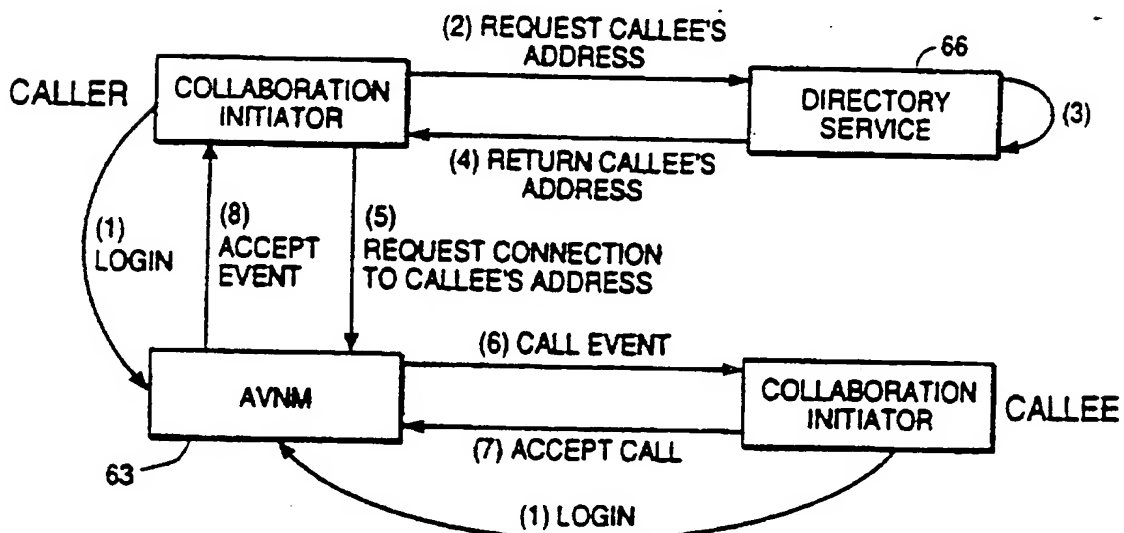 (2) REQUEST CALLEE'S
ADDRESS
66
CALLER
COLLABORATION
INITIATOR
DIRECTORY
SERVICE
(3)
(4) RETURN CALLEE'S
ADDRESS
(1)
LOGIN
(8)
ACCEPT
EVENT
(5)
REQUEST CONNECTION
TO CALLEE'S ADDRESS
(6) CALL EVENT
AVNM
COLLABORATION
INITIATOR
CALLEE
(7) ACCEPT CALL
63
(1) LOGIN